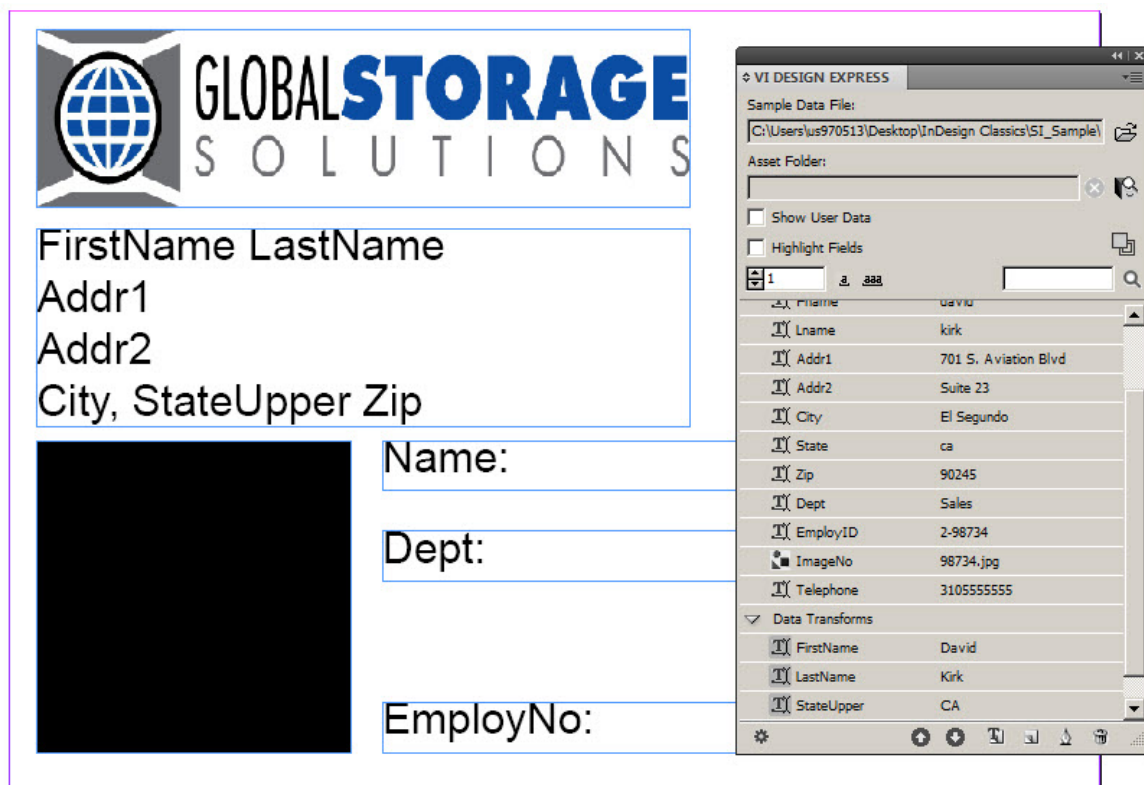 GLOBALSTORAGE
SOLUTIONS
FirstName LastName
Addr1
Addr2
City, StateUpper Zip
Name:
Dept:
EmployNo:
VI DESIGN EXPRESS
Sample Data File:
C:\Users\us970513\Desktop\InDesign Classics\SI_Sample\
Asset Folder:
Show User Data
Highlight Fields
1 a aaa
Fname david
Lname kirk
Addr1 701 S. Aviation Blvd
Addr2 Suite 23
City El Segundo
State ca
Zip 90245
Dept Sales
EmployID 2-98734
ImageNo 98734.jpg
Telephone 3105555555
Data Transforms
FirstName David
LastName Kirk
StateUpper CA